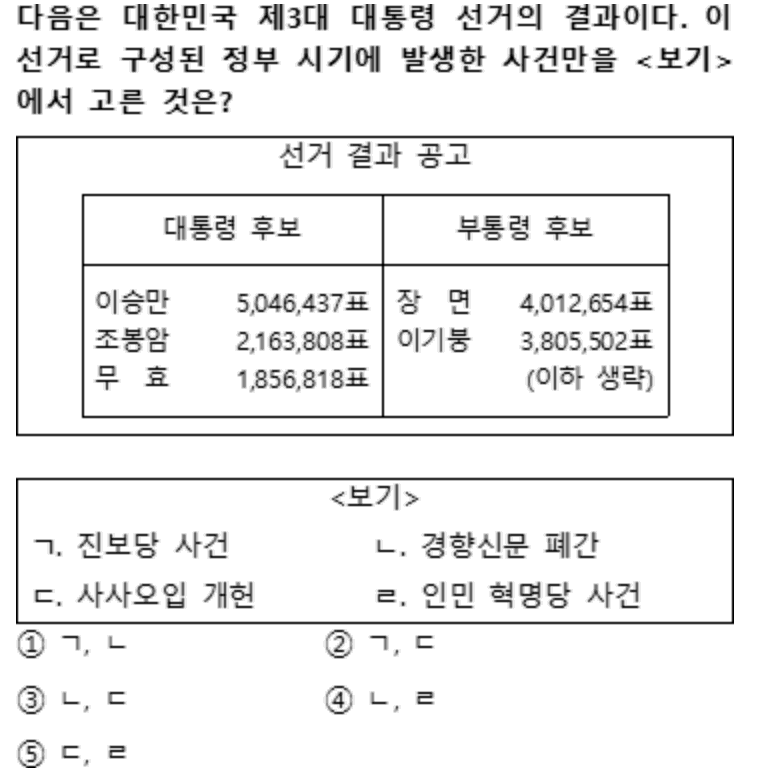 다음은 대한민국 제3대 대통령 선거의 결과이다. 이
선거로 구성된 정부 시기에 발생한 사건만을 <보기>
에서 고른 것은?
선거 결과 공고
대통령 후보 부통령 후보
이승만 5,046,437표 장 면 4,012,654표
조봉암 2,163,808표 이기붕 3,805,502표
무 효 1,856,818표 (이하 생략)
<보기>
ㄱ. 진보당 사건 ㄴ. 경향신문 폐간
ㄷ. 사사오입 개헌 ㄹ. 인민 혁명당 사건
① ㄱ, ㄴ ② ㄱ, ㄷ
③ ㄴ, ㄷ ④ ㄴ, ㄹ
⑤ ㄷ, ㄹ